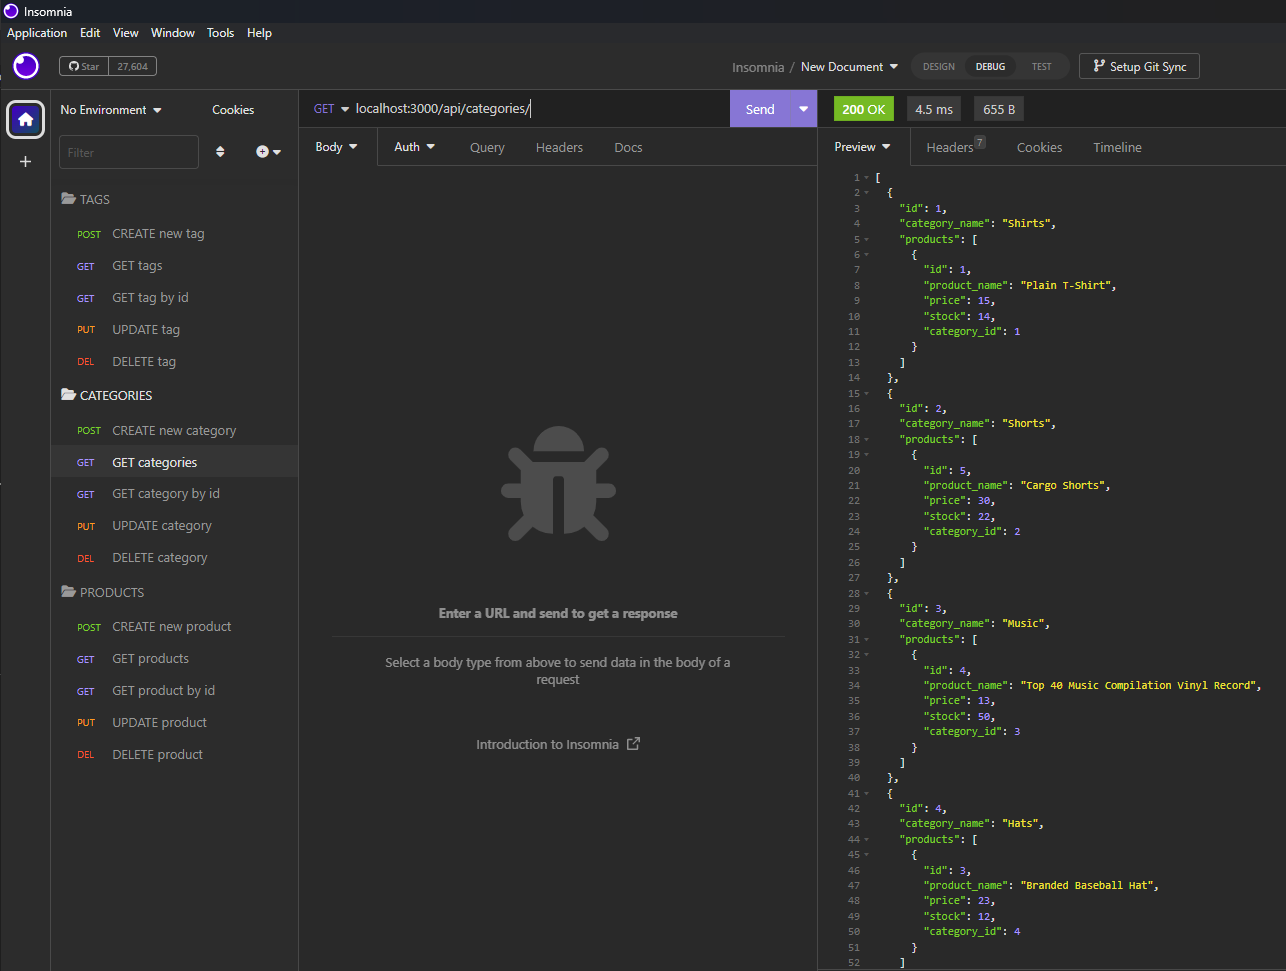 Insomnia
Application Edit View Window Tools Help
Star 27,604
Insomnia / New Document DESIGN DEBUG TEST Setup Git Sync
No Environment Cookies
Filter
TAGS
POST CREATE new tag
GET GET tags
GET GET tag by id
PUT UPDATE tag
DEL DELETE tag
CATEGORIES
POST CREATE new category
GET GET categories
GET GET category by id
PUT UPDATE category
DEL DELETE category
PRODUCTS
POST CREATE new product
GET GET products
GET GET product by id
PUT UPDATE product
DEL DELETE product
GET localhost:3000/api/categories/ Send
Body Auth Query Headers Docs
Enter a URL and send to get a response
Select a body type from above to send data in the body of a
request
Introduction to Insomnia
200 OK 4.5 ms 655 B
Preview Headers 7 Cookies Timeline
1 [
2 {
3 "id": 1,
4 "category_name": "Shirts",
5 "products": [
6 {
7 "id": 1,
8 "product_name": "Plain T-Shirt",
9 "price": 15,
10 "stock": 14,
11 "category_id": 1
12 }
13 ]
14 },
15 {
16 "id": 2,
17 "category_name": "Shorts",
18 "products": [
19 {
20 "id": 5,
21 "product_name": "Cargo Shorts",
22 "price": 30,
23 "stock": 22,
24 "category_id": 2
25 }
26 ]
27 },
28 {
29 "id": 3,
30 "category_name": "Music",
31 "products": [
32 {
33 "id": 4,
34 "product_name": "Top 40 Music Compilation Vinyl Record",
35 "price": 13,
36 "stock": 50,
37 "category_id": 3
38 }
39 ]
40 },
41 {
42 "id": 4,
43 "category_name": "Hats",
44 "products": [
45 {
46 "id": 3,
47 "product_name": "Branded Baseball Hat",
48 "price": 23,
49 "stock": 12,
50 "category_id": 4
51 }
52 ]